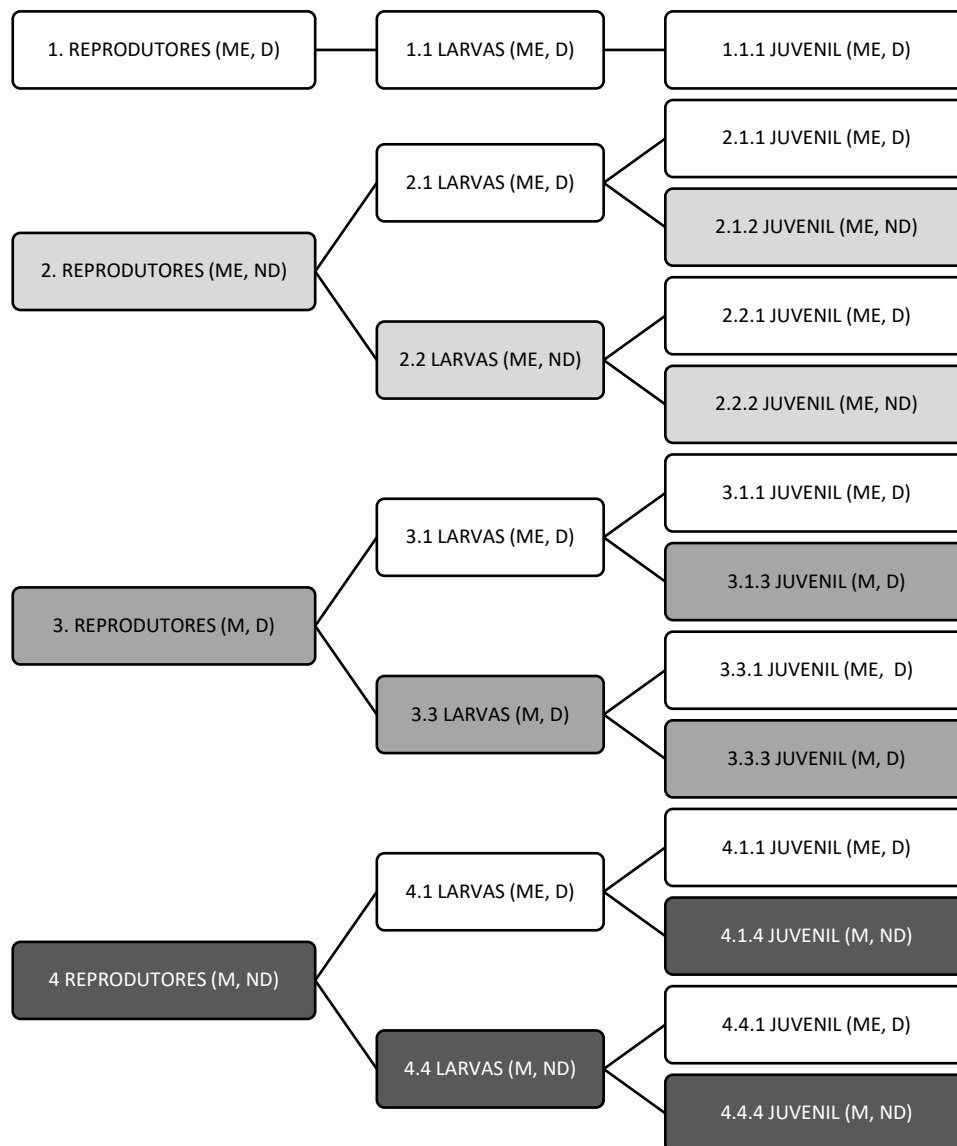 1. REPRODUTORES (ME, D)
1.1 LARVAS (ME, D)
1.1.1 JUVENIL (ME, D)
2. REPRODUTORES (ME, ND)
2.1 LARVAS (ME, D)
2.1.1 JUVENIL (ME, D)
2.1.2 JUVENIL (ME, ND)
2.2 LARVAS (ME, ND)
2.2.1 JUVENIL (ME, D)
2.2.2 JUVENIL (ME, ND)
3. REPRODUTORES (M, D)
3.1 LARVAS (ME, D)
3.1.1 JUVENIL (ME, D)
3.1.3 JUVENIL (M, D)
3.3 LARVAS (M, D)
3.3.1 JUVENIL (ME,  D)
3.3.3 JUVENIL (M, D)
4 REPRODUTORES (M, ND)
4.1 LARVAS (ME, D)
4.1.1 JUVENIL (ME, D)
4.1.4 JUVENIL (M, ND)
4.4 LARVAS (M, ND)
4.4.1 JUVENIL (ME, D)
4.4.4 JUVENIL (M, ND)